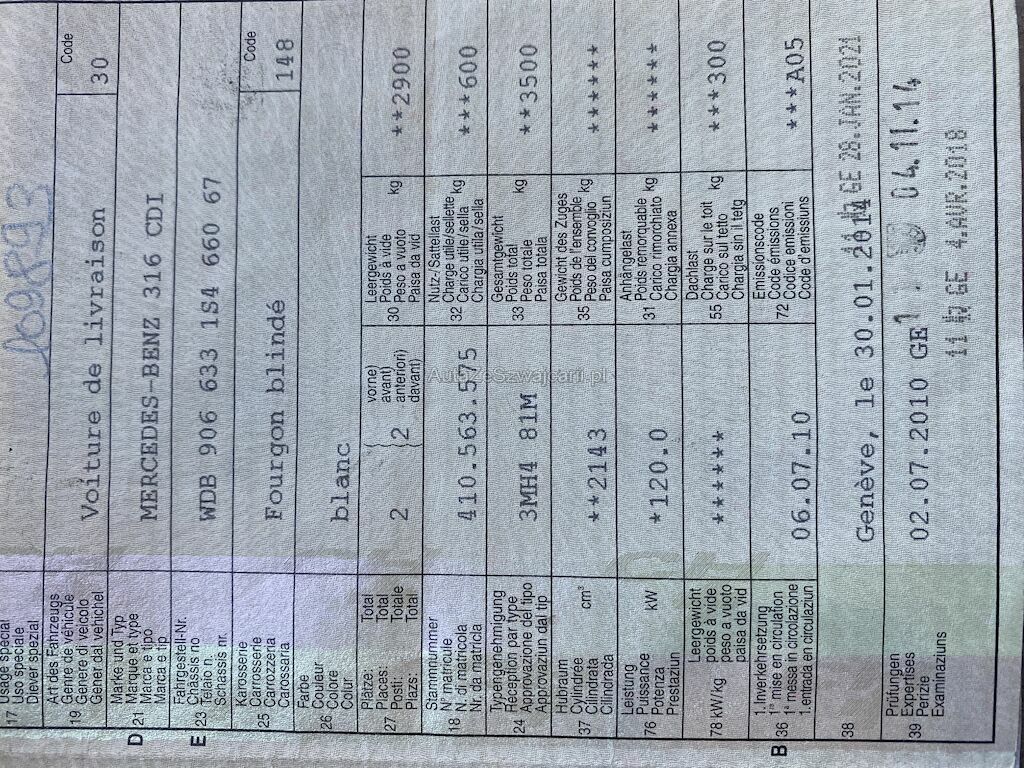 17 Usage spécial
Uso speciale
Diever spezial
1609Pg13
Art des Fahrzeugs
Genre de véhicule
19 Genere di veicolo
Gener dal vehichel
Voiture de livraison
Code
30
Marke und Typ
D 21 Marque et type
Marca e tipo
Marca e tip
MERCEDES-BENZ 316 CDI
Fahrgestell-Nr.
E 23 Châssis no
Telaio n.
Schassis nr.
WDB 906 633 1S4 660 67
Karosserie
25 Carrosserie
Carrozzeria
Carossaria
Fourgon blindé
Code
148
Farbe
26 Couleur
Colore
Colur
blanc
Plätze: Total
27 Places: Total
Posti: Totale
Plazs: Total
2
2
vorne)
avant)
anteriori)
davant)
Leergewicht
30 Poids à vide kg
Peso a vuoto
Paisa da vid
**2900
Stammnummer
18 N° matricule
N. di matricola
Nr. da matricla
410.563.575
Nutz-/Sattellast
32 Charge utile/sellette kg
Carico utile/sella
Chargia utila/sella
***600
Typengenehmigung
24 Réception par type
Approvazione del tipo
Approvaziun dal tip
3MH4 81M
Gesamtgewicht
33 Poids total kg
Peso totale
Paisa totala
**3500
Hubraum
37 Cylindrée cm³
Cilindrata
Cilindrada
**2143
Gewicht des Zuges
35 Poids de l'ensemble kg
Peso del convoglio
Paisa cumposiziun
******
Leistung
76 Puissance kW
Potenza
Prestaziun
*120.0
Anhängelast
31 Poids remorquable kg
Carico rimorchiato
Chargia annexa
******
78 kW/kg
Leergewicht
poids à vide
peso a vuoto
paisa da vid
******
Dachlast
55 Charge sur le toit kg
Carico sul tetto
Chargia sin il tetg
***300
1. Inverkehrsetzung
B 36 1re mise en circulation
1a messa in circolazione
1. entrada en circulaziun
06.07.10
Emissionscode
72 Code émissions
Codice emissioni
Code d'emissiuns
***A05
38
Genève, le 30.01.2014
GE 28.JAN.2021
Prüfungen
39 Expertises
Perizie
Examinaziuns
02.07.2010 GE1
04.11.14
GE 4.AVR.2018
AutoZeSzwajcarii.pl